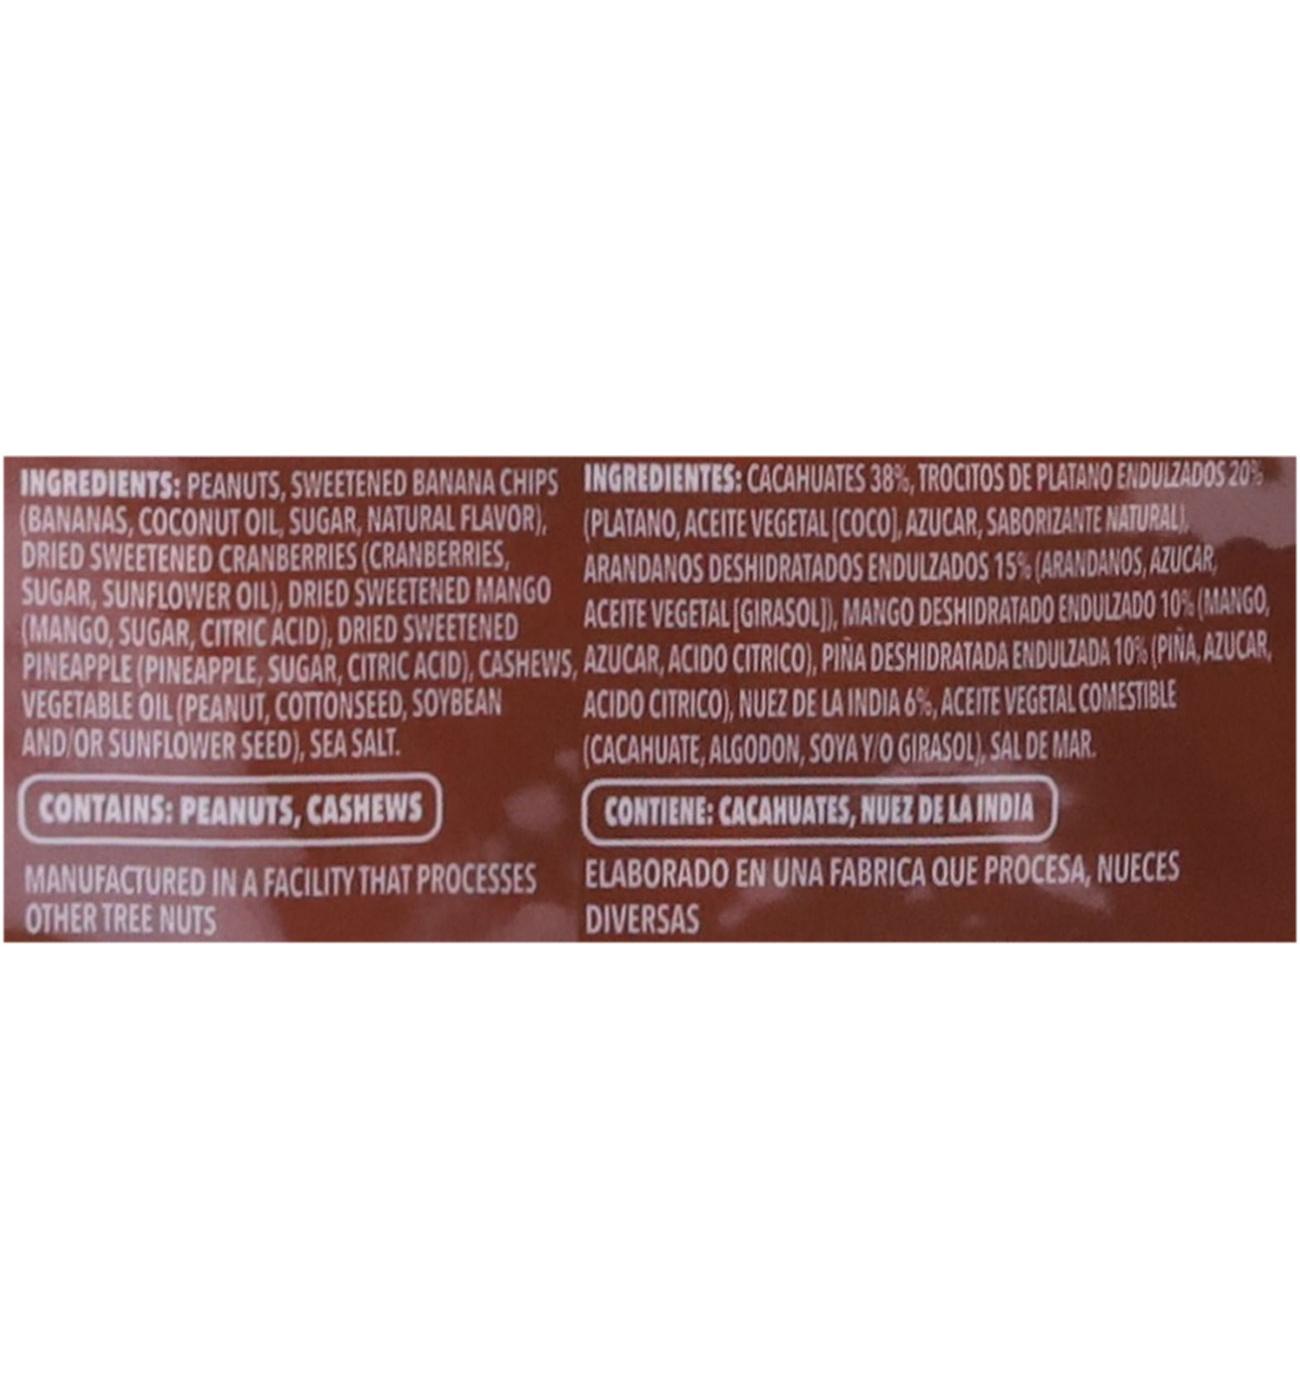 INGREDIENTS: PEANUTS, SWEETENED BANANA CHIPS
(BANANAS, COCONUT OIL, SUGAR, NATURAL FLAVOR),
DRIED SWEETENED CRANBERRIES (CRANBERRIES,
SUGAR, SUNFLOWER OIL), DRIED SWEETENED MANGO
(MANGO, SUGAR, CITRIC ACID), DRIED SWEETENED
PINEAPPLE (PINEAPPLE, SUGAR, CITRIC ACID), CASHEWS,
VEGETABLE OIL (PEANUT, COTTONSEED, SOYBEAN
AND/OR SUNFLOWER SEED), SEA SALT.
CONTAINS: PEANUTS, CASHEWS
MANUFACTURED IN A FACILITY THAT PROCESSES
OTHER TREE NUTS
INGREDIENTES: CACAHUATES 38%, TROCITOS DE PLATANO ENDULZADOS 20%
(PLATANO, ACEITE VEGETAL [COCO], AZUCAR, SABORIZANTE NATURAL),
ARANDANOS DESHIDRATADOS ENDULZADOS 15% (ARANDANOS, AZUCAR,
ACEITE VEGETAL [GIRASOL]), MANGO DESHIDRATADO ENDULZADO 10% (MANGO,
AZUCAR, ACIDO CITRICO), PIÑA DESHIDRATADA ENDULZADA 10% (PIÑA, AZUCAR,
ACIDO CITRICO), NUEZ DE LA INDIA 6%, ACEITE VEGETAL COMESTIBLE
(CACAHUATE, ALGODON, SOYA Y/O GIRASOL), SAL DE MAR.
CONTIENE: CACAHUATES, NUEZ DE LA INDIA
ELABORADO EN UNA FABRICA QUE PROCESA, NUECES
DIVERSAS